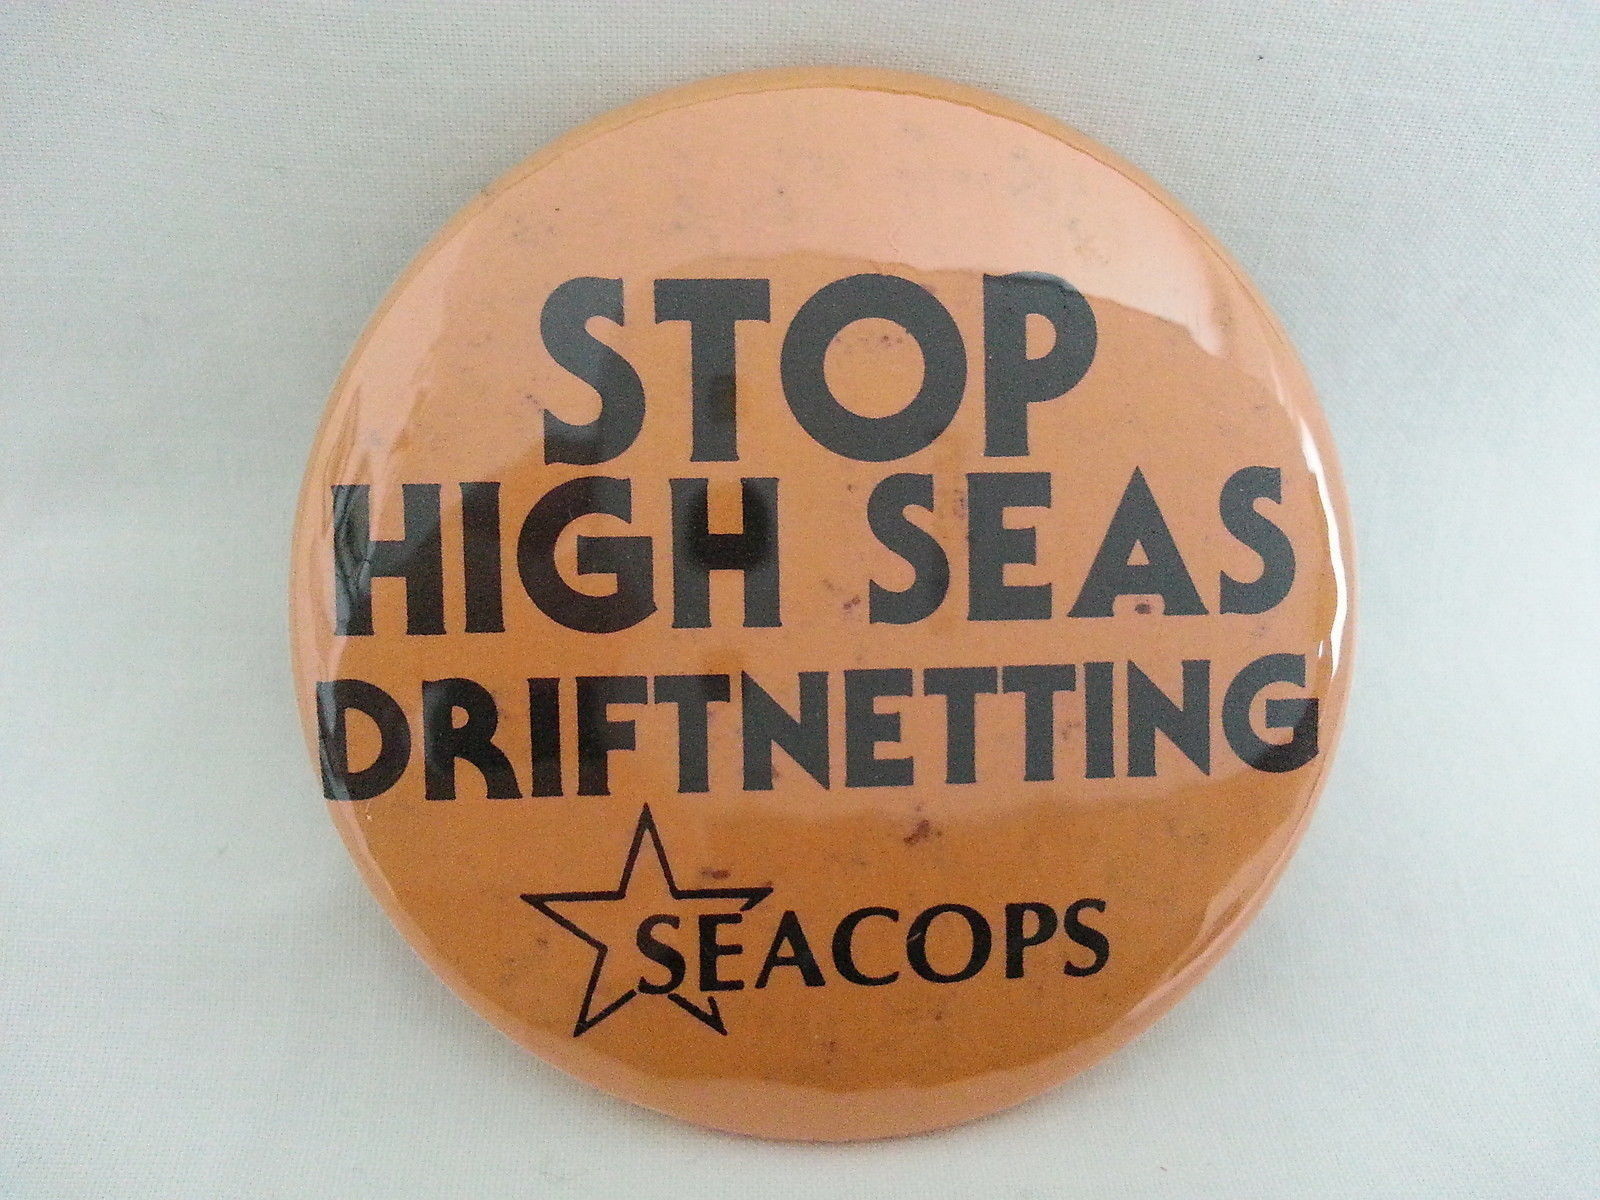 STOP
HIGH SEAS
DRIFTNETTING
SEACOPS